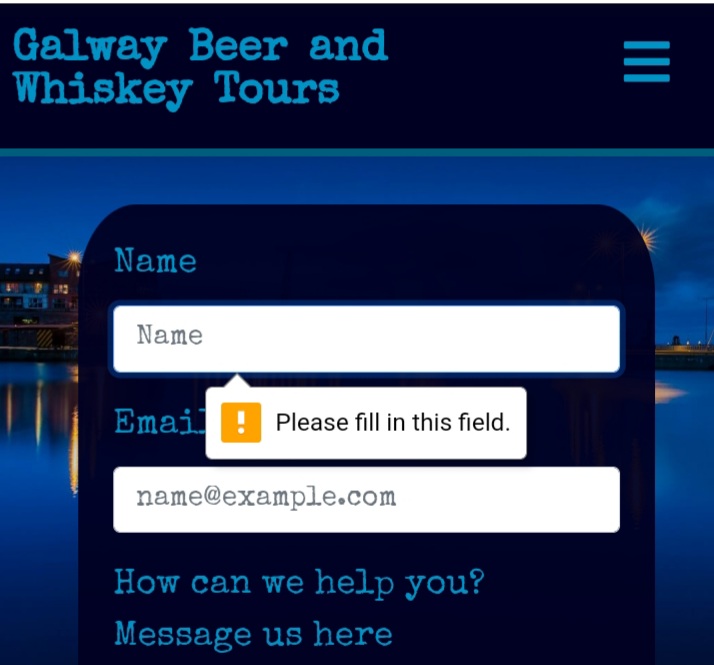 Galway Beer and
Whiskey Tours
Name
Name
Please fill in this field.
Email
name@example.com
How can we help you?
Message us here